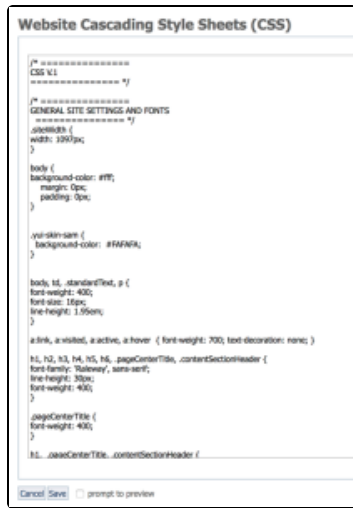 Website Cascading Style Sheets (CSS)
/* ===============
CSS V.1
=============== */
/* ===============
GENERAL SITE SETTINGS AND FONTS
=============== */
.siteWidth {
width: 1097px;
}
body {
background-color: #fff;
margin: 0px;
padding: 0px;
}
.yui-skin-sam {
background-color: #FAFAFA;
}
body, td, .standardText, p {
font-weight: 400;
font-size: 16px;
line-height: 1.95em;
}
a:link, a:visited, a:active, a:hover { font-weight: 700; text-decoration: none; }
h1, h2, h3, h4, h5, h6, .pageCenterTitle, .contentSectionHeader {
font-family: 'Raleway', sans-serif;
line-height: 30px;
font-weight: 400;
}
.pageCenterTitle {
font-weight: 400;
}
h1, .pageCenterTitle, .contentSectionHeader {
Cancel Save prompt to preview